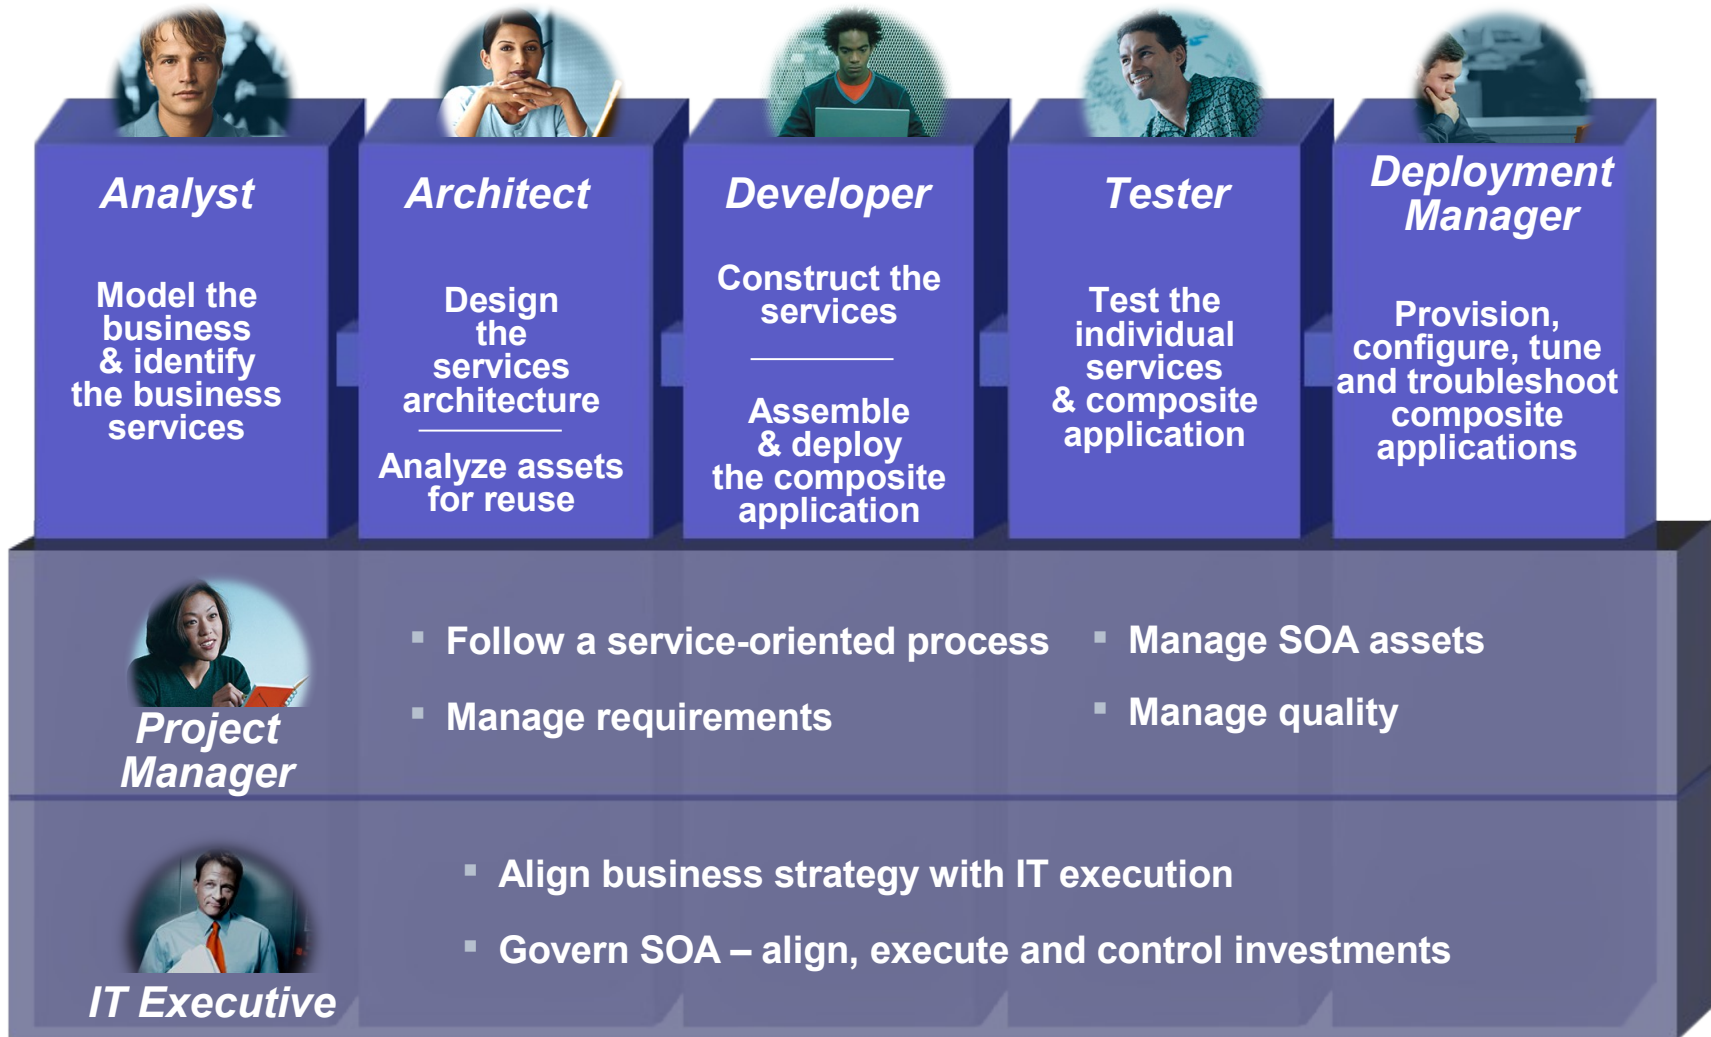 Analyst
Model the
business
& identify
the business
services
Architect
Design
the
services
architecture
Analyze assets
for reuse
Developer
Construct the
services
Assemble
& deploy
the composite
application
Tester
Test the
individual
services
& composite
application
Deployment
Manager
Provision,
configure, tune
and troubleshoot
composite
applications
Project
Manager
▪ Follow a service-oriented process
▪ Manage requirements
▪ Manage SOA assets
▪ Manage quality
IT Executive
▪ Align business strategy with IT execution
▪ Govern SOA – align, execute and control investments